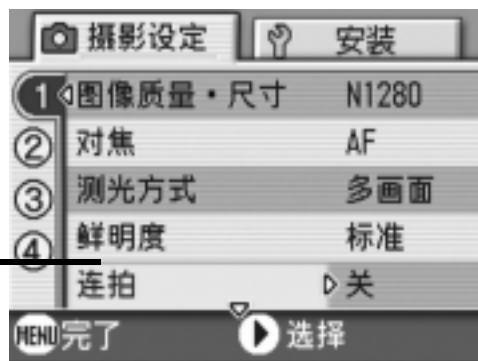 摄影设定 安装
1 图像质量・尺寸 N1280
2 对焦 AF
3 测光方式 多画面
4 鲜明度 标准
连拍 关
MENU 完了 选择